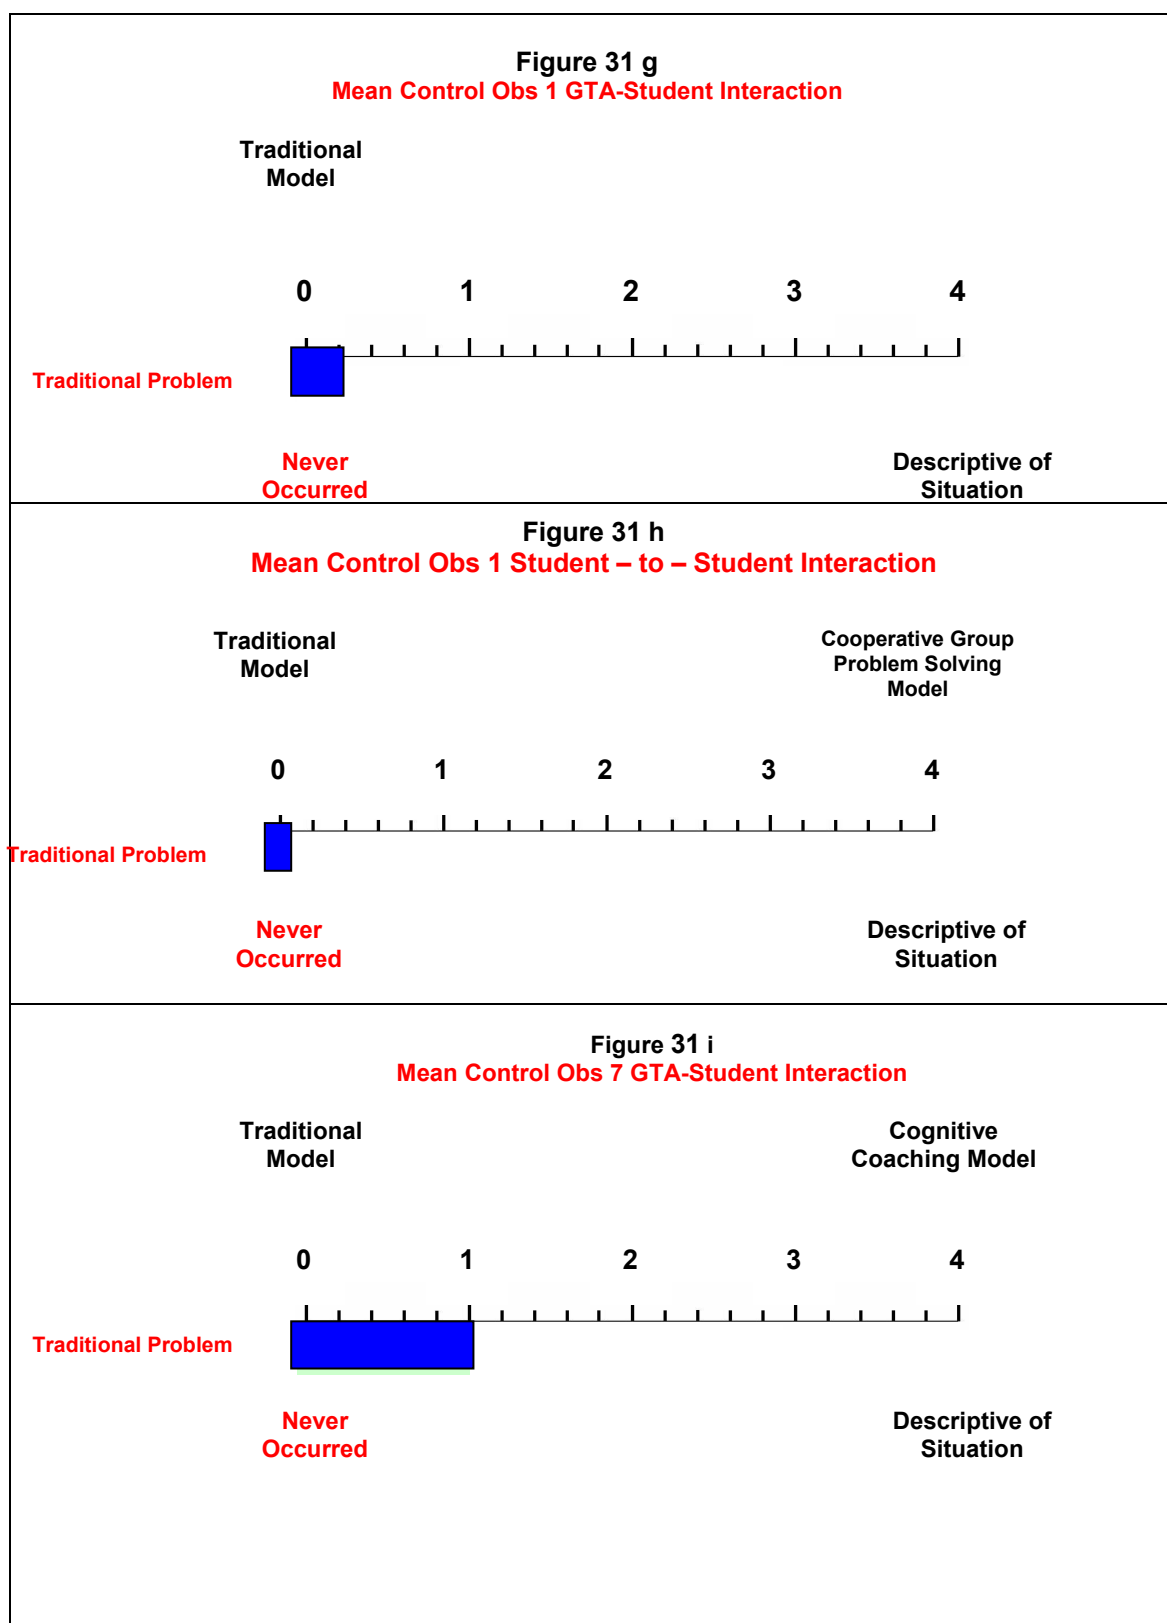 Figure 31 g
Mean Control Obs 1 GTA-Student Interaction
Traditional
Model
0 1 2 3 4
Traditional Problem
Never
Occurred
Descriptive of
Situation
Figure 31 h
Mean Control Obs 1 Student – to – Student Interaction
Traditional
Model
Cooperative Group
Problem Solving
Model
0 1 2 3 4
Traditional Problem
Never
Occurred
Descriptive of
Situation
Figure 31 i
Mean Control Obs 7 GTA-Student Interaction
Traditional
Model
Cognitive
Coaching Model
0 1 2 3 4
Traditional Problem
Never
Occurred
Descriptive of
Situation